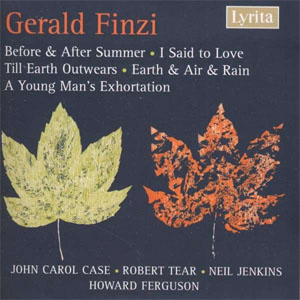 Gerald Finzi
Lyrita
Before & After Summer • I Said to Love
Till Earth Outwears • Earth & Air & Rain
A Young Man's Exhortation
JOHN CAROL CASE • ROBERT TEAR • NEIL JENKINS
HOWARD FERGUSON